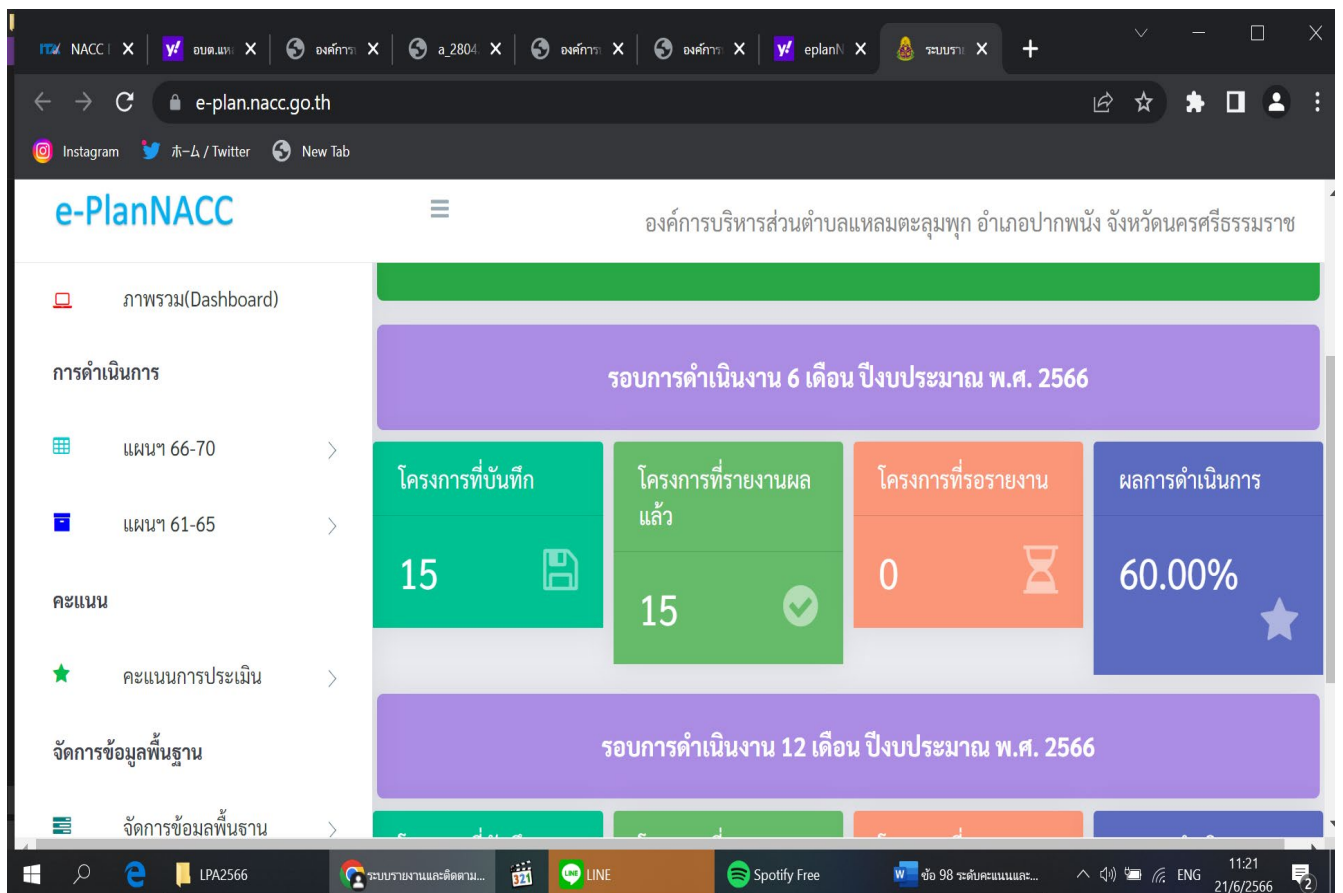 NACC
อบต.แห
องค์การ
a_2804
องค์การ
องค์การ
eplanN
ระบบราย
e-plan.nacc.go.th
Instagram
ホーム / Twitter
New Tab
e-PlanNACC
องค์การบริหารส่วนตำบลแหลมตะลุมพุก อำเภอปากพนัง จังหวัดนครศรีธรรมราช
ภาพรวม(Dashboard)
การดำเนินการ
แผนฯ 66-70
แผนฯ 61-65
คะแนน
คะแนนการประเมิน
จัดการข้อมูลพื้นฐาน
จัดการข้อมูลพื้นฐาน
รอบการดำเนินงาน 6 เดือน ปีงบประมาณ พ.ศ. 2566
โครงการที่บันทึก
15
โครงการที่รายงานผล
แล้ว
15
โครงการที่รอรายงาน
0
ผลการดำเนินการ
60.00%
รอบการดำเนินงาน 12 เดือน ปีงบประมาณ พ.ศ. 2566
LPA2566
ระบบรายงานและติดตาม...
321
LINE
LINE
Spotify Free
ข้อ 98 ระดับคะแนนและ...
ENG
11:21
21/6/2566
2